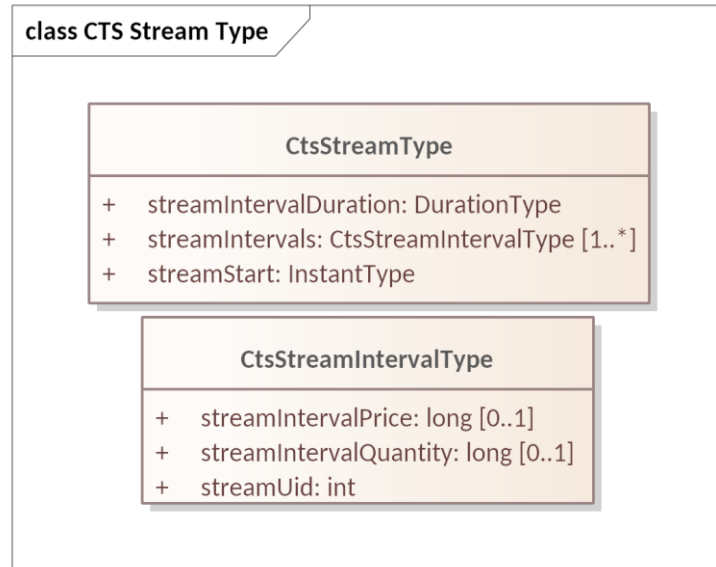 class CTS Stream Type
CtsStreamType
+ streamIntervalDuration: DurationType
+ streamIntervals: CtsStreamIntervalType [1..*]
+ streamStart: InstantType
CtsStreamIntervalType
+ streamIntervalPrice: long [0..1]
+ streamIntervalQuantity: long [0..1]
+ streamUid: int